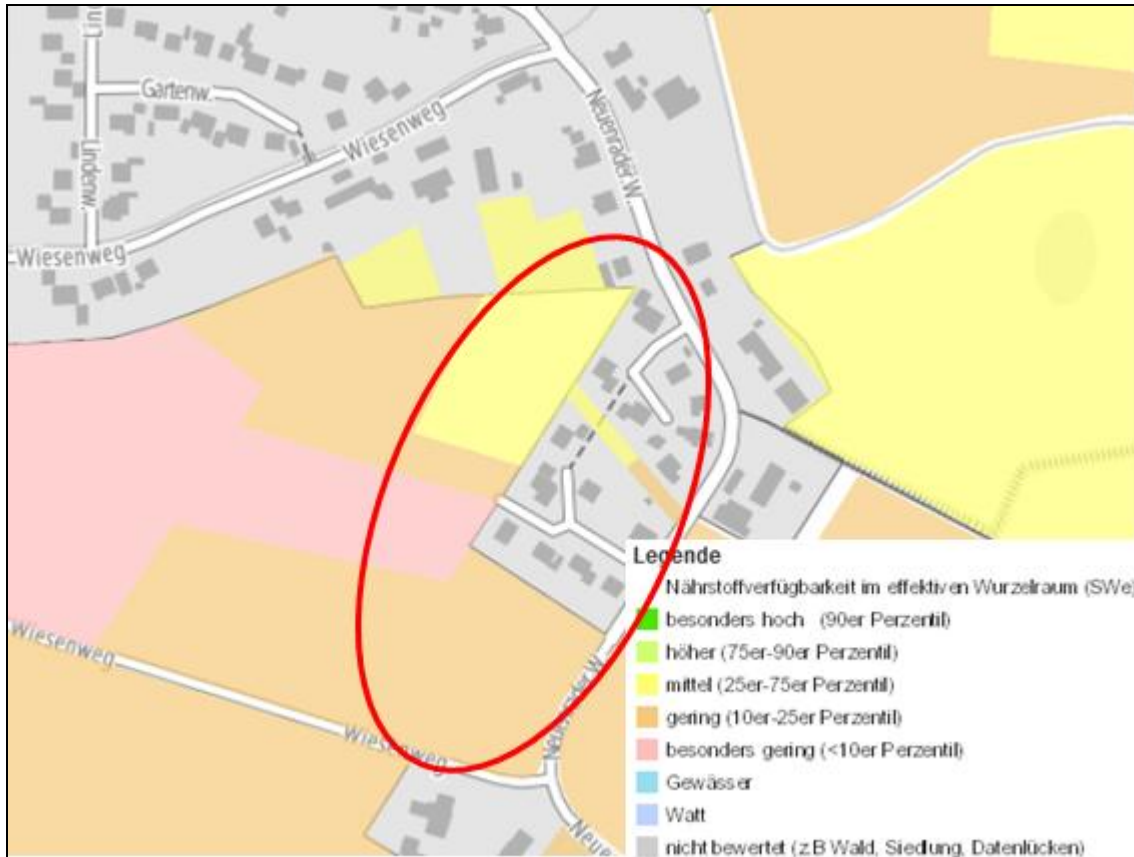 Lind
Gartenw.
Lindenw.
Wiesenweg
Wiesenweg
Neuenrader W.
Wiesenweg
Wiesenweg
Neuenrader W.
Neue
Legende
Nährstoffverfügbarkeit im effektiven Wurzelraum (SWe)
besonders hoch (90er Perzentil)
höher (75er-90er Perzentil)
mittel (25er-75er Perzentil)
gering (10er-25er Perzentil)
besonders gering (<10er Perzentil)
Gewässer
Watt
nicht bewertet (z.B Wald, Siedlung, Datenlücken)